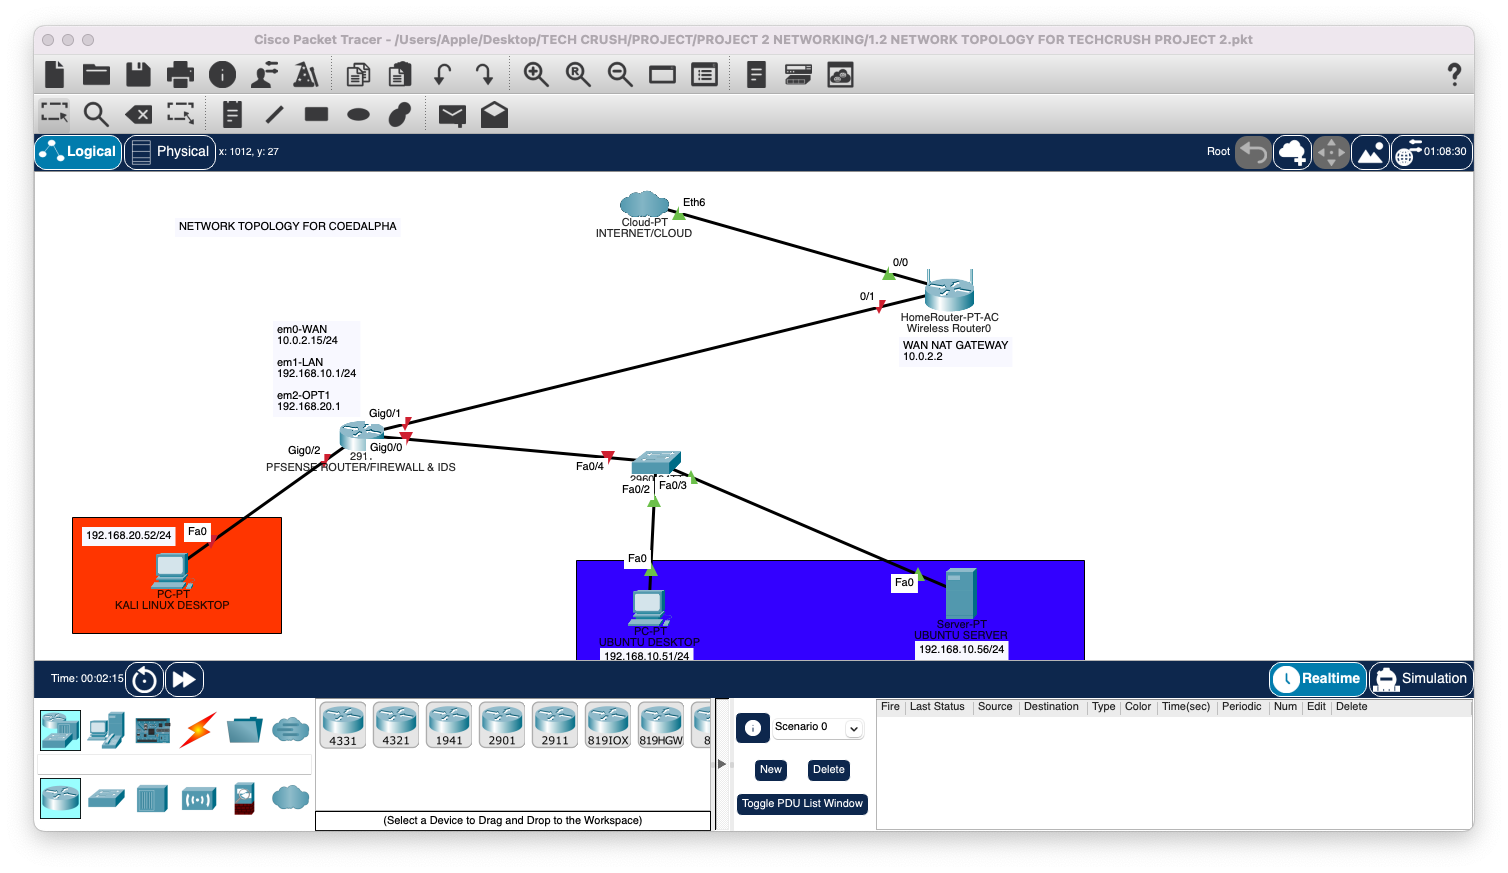 Cisco Packet Tracer - /Users/Apple/Desktop/TECH CRUSH/PROJECT/PROJECT 2 NETWORKING/1.2 NETWORK TOPOLOGY FOR TECHCRUSH PROJECT 2.pkt
Logical
Physical
x: 1012, y: 27
Root
01:08:30
NETWORK TOPOLOGY FOR COEDALPHA
Eth6
Cloud-PT
INTERNET/CLOUD
0/0
0/1
HomeRouter-PT-AC
Wireless Router0
WAN NAT GATEWAY
10.0.2.2
em0-WAN
10.0.2.15/24
em1-LAN
192.168.10.1/24
em2-OPT1
192.168.20.1
Gig0/1
Gig0/0
Gig0/2
PFSENSE ROUTER/FIREWALL & IDS
Fa0/4
Fa0/2
Fa0/3
192.168.20.52/24
Fa0
PC-PT
KALI LINUX DESKTOP
Fa0
PC-PT
UBUNTU DESKTOP
192.168.10.51/24
Fa0
Server-PT
UBUNTU SERVER
192.168.10.56/24
Time: 00:02:15
Realtime
Simulation
4331
4321
1941
2901
2911
819IOX
819HGW
8
(Select a Device to Drag and Drop to the Workspace)
Scenario 0
New
Delete
Toggle PDU List Window
Fire Last Status Source Destination Type Color Time(sec) Periodic Num Edit Delete